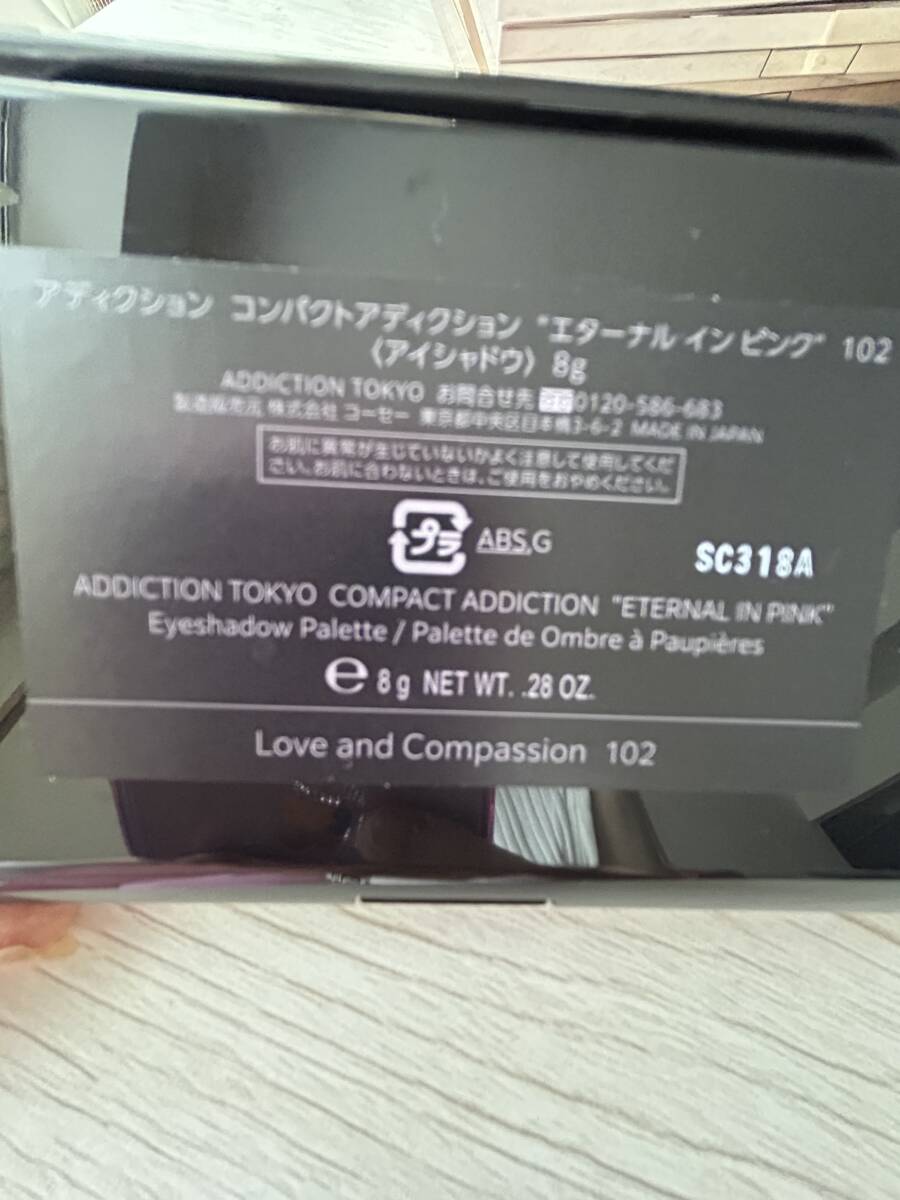 アディクション コンパクトアディクション "エターナル イン ピンク" 102
〈アイシャドウ〉 8g
ADDICTION TOKYO お問合せ先 0120-586-683
製造販売元 株式会社 コーセー 東京都中央区日本橋3-6-2 MADE IN JAPAN
お肌に異常が生じていないかよく注意して使用してくだ
さい。お肌に合わないときは、ご使用をおやめください。
プラ ABS,G
SC318A
ADDICTION TOKYO COMPACT ADDICTION "ETERNAL IN PINK"
Eyeshadow Palette / Palette de Ombre à Paupières
e 8 g NET WT. .28 OZ.
Love and Compassion 102